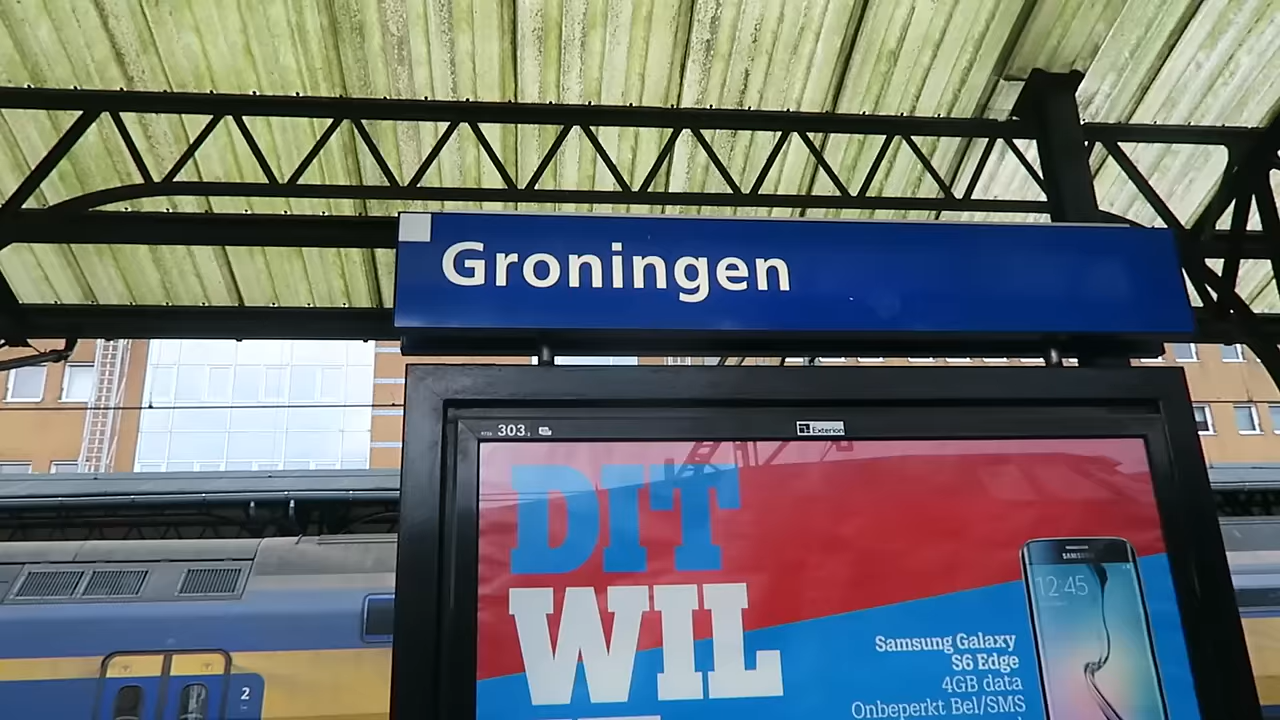 Groningen
303
Exterion
DIT
WIL
SAMSUNG
12:45
Samsung Galaxy
S6 Edge
4GB data
Onbeperkt Bel/SMS
2